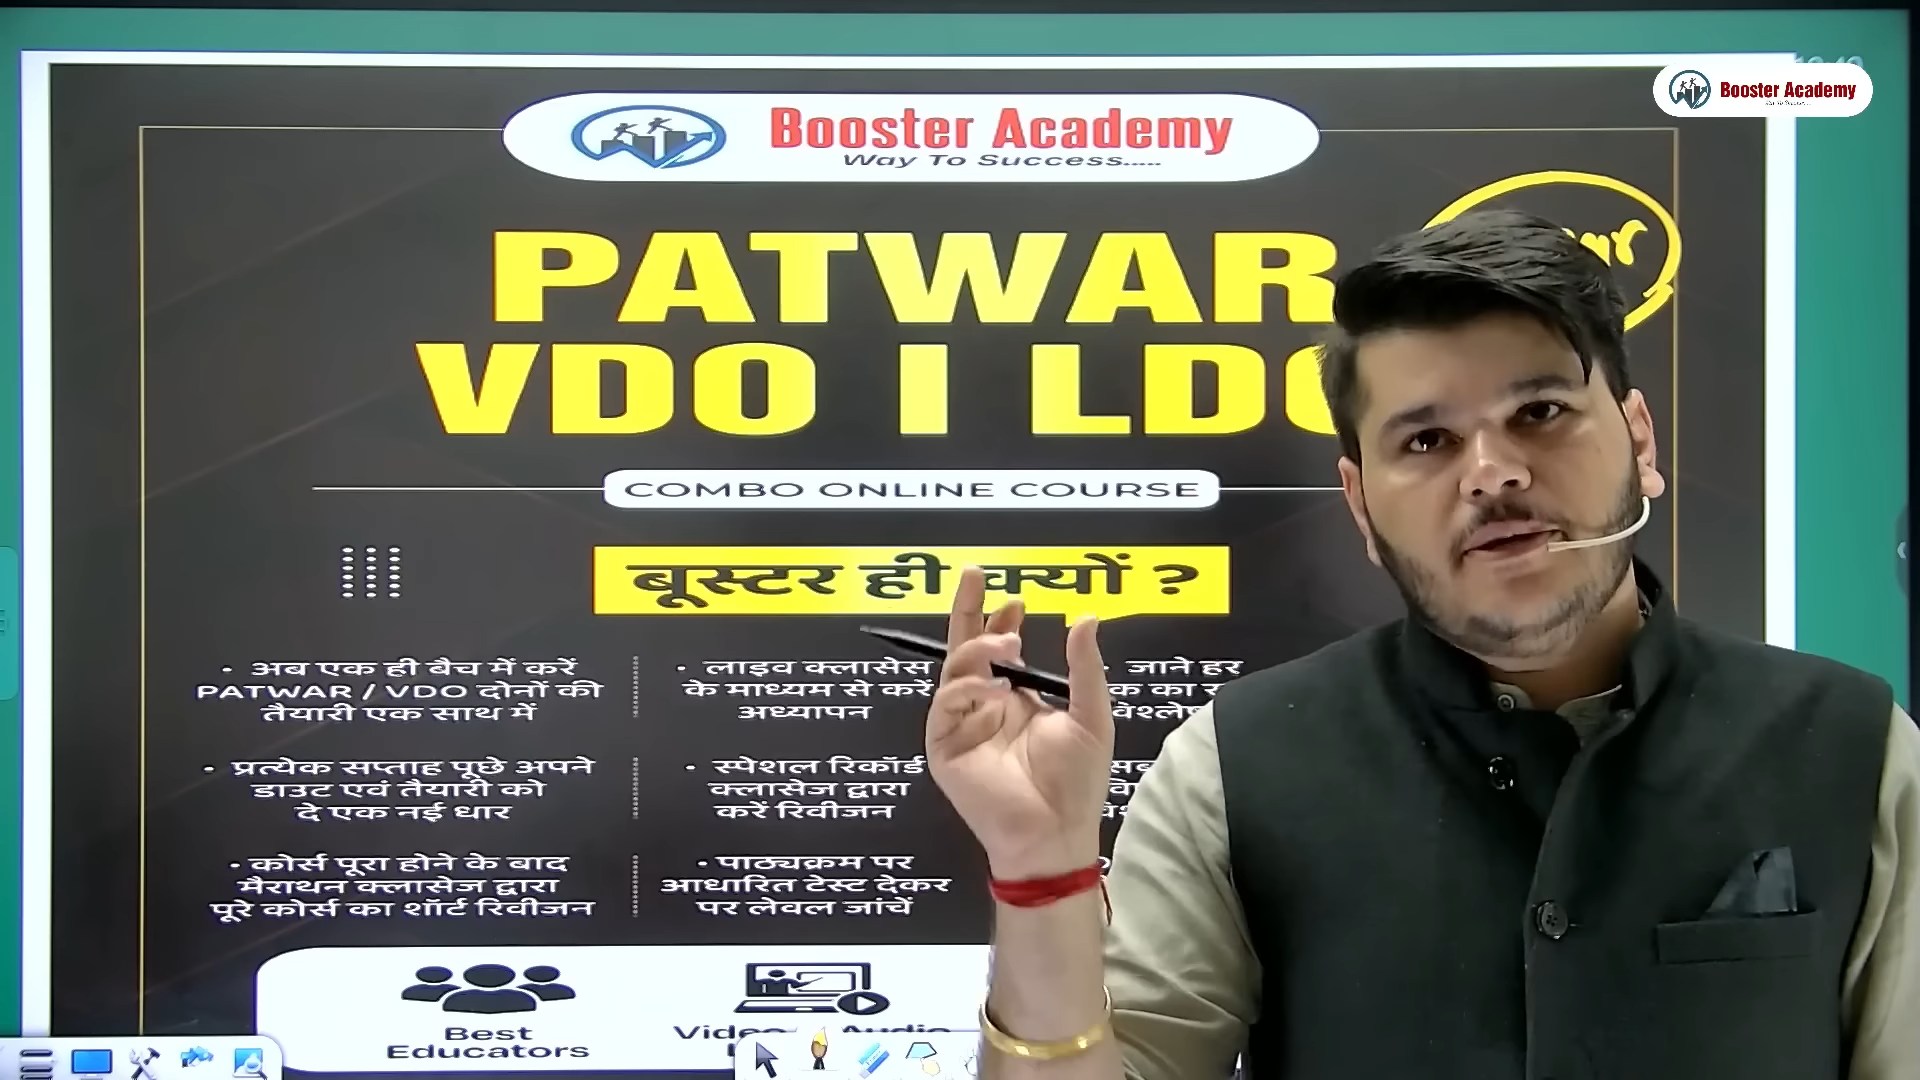 Booster Academy
Booster Academy
Way To Success.....
PATWAR
VDO I
COMBO ONLINE COURSE
बूस्टर ही क्यों ?
• अब एक ही बैच में करें
PATWAR / VDO दोनों की
तैयारी एक साथ में
• लाइव क्लासेस
के माध्यम से करें
अध्यापन
• जाने हर
• प्रत्येक सप्ताह पूछे अपने
डाउट एवं तैयारी को
दे एक नई धार
• स्पेशल रिकॉर्ड
क्लासेज द्वारा
करें रिवीजन
• कोर्स पूरा होने के बाद
मैराथन क्लासेज द्वारा
पूरे कोर्स का शॉर्ट रिवीजन
• पाठ्यक्रम पर
आधारित टेस्ट देकर
पर लेवल जांचें
Best
Educators